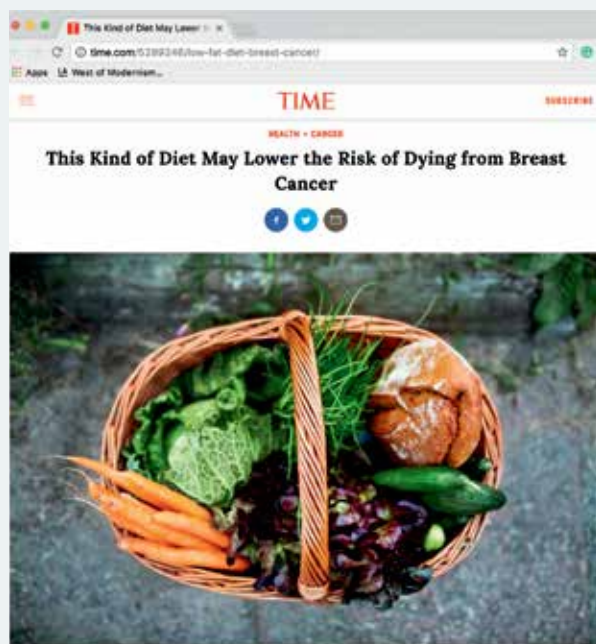 This Kind of Diet May Lower
time.com/5289246/low-fat-diet-breast-cancer/
Apps West of Modernism...
TIME
SUBSCRIBE
HEALTH • CANCER
This Kind of Diet May Lower the Risk of Dying from Breast
Cancer